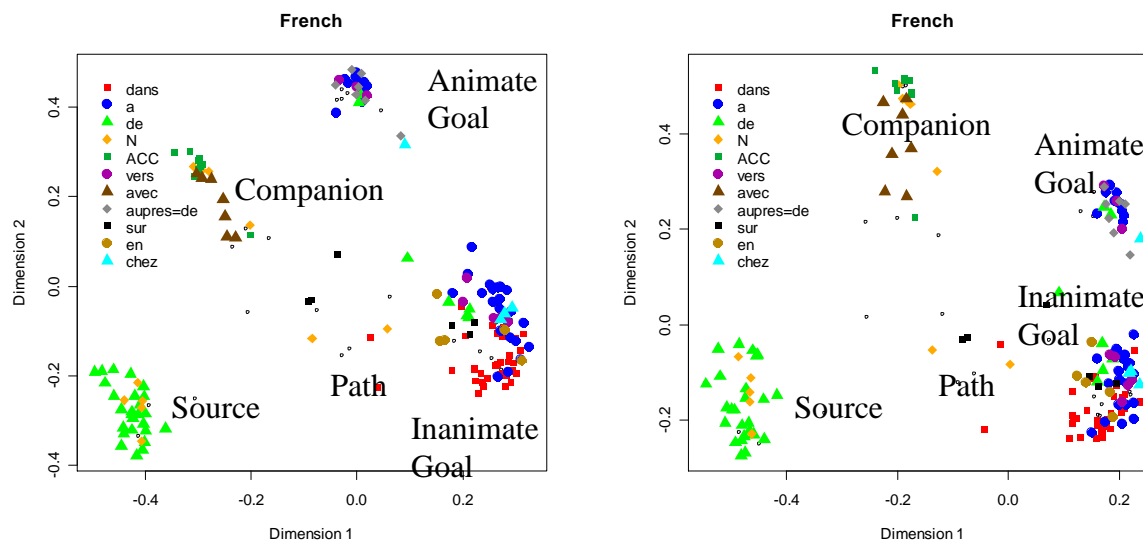 French
Dimension 2
0.4
0.2
0.0
-0.2
-0.4
dans
a
de
N
ACC
vers
avec
aupres=de
sur
en
chez
Animate
Goal
Companion
Path
Source
Inanimate
Goal
-0.4
-0.2
0.0
0.2
Dimension 1
French
Dimension 2
0.4
0.2
0.0
-0.2
dans
a
de
N
ACC
vers
avec
aupres=de
sur
en
chez
Companion
Animate
Goal
Inanimate
Goal
Source
Path
-0.4
-0.2
0.0
0.2
Dimension 1